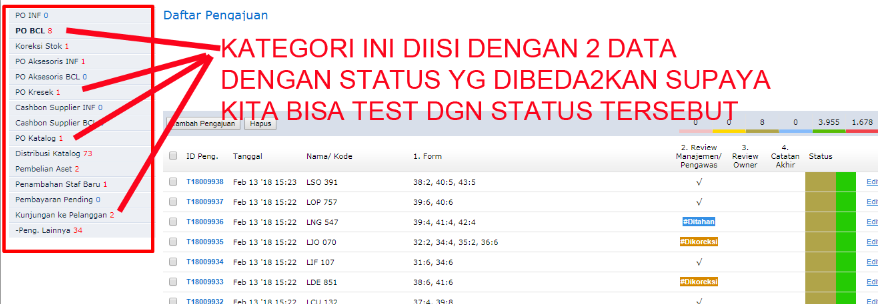 PO INF 0
PO BCL 8
Koreksi Stok 1
PO Aksesoris INF 1
PO Aksesoris BCL 0
PO Kresek 1
Cashbon Supplier INF 0
Cashbon Supplier BCL
PO Katalog 1
Distribusi Katalog 73
Pembelian Aset 2
Penambahan Staf Baru 1
Pembayaran Pending 0
Kunjungan ke Pelanggan 2
-Peng. Lainnya 34
Daftar Pengajuan
KATEGORI INI DIISI DENGAN 2 DATA
DENGAN STATUS YG DIBEDA2KAN SUPAYA
KITA BISA TEST DGN STATUS TERSEBUT
Tambah Pengajuan Hapus 0 0 8 0 3.955 1.678
ID Peng. Tanggal Nama/ Kode 1. Form 2. Review Manajemen/ Pengawas 3. Review Owner 4. Catatan Akhir Status
T18009938 Feb 13 '18 15:23 LSO 391 38:2, 40:5, 43:5 √ Edi
T18009937 Feb 13 '18 15:22 LOP 757 39:6, 40:6 √ Edi
T18009936 Feb 13 '18 15:22 LNG 547 39:4, 41:4, 42:4 #Ditahan Edi
T18009935 Feb 13 '18 15:22 LJO 070 32:2, 34:4, 35:2, 36:6 #Dikoreksi Edi
T18009934 Feb 13 '18 15:22 LIF 107 31:6, 34:6 √ Edi
T18009933 Feb 13 '18 15:22 LDE 851 38:6, 41:6 #Dikoreksi Edi
T18009932 Feb 13 '18 15:22 LCU 132 37:4, 39:8 √ Edi